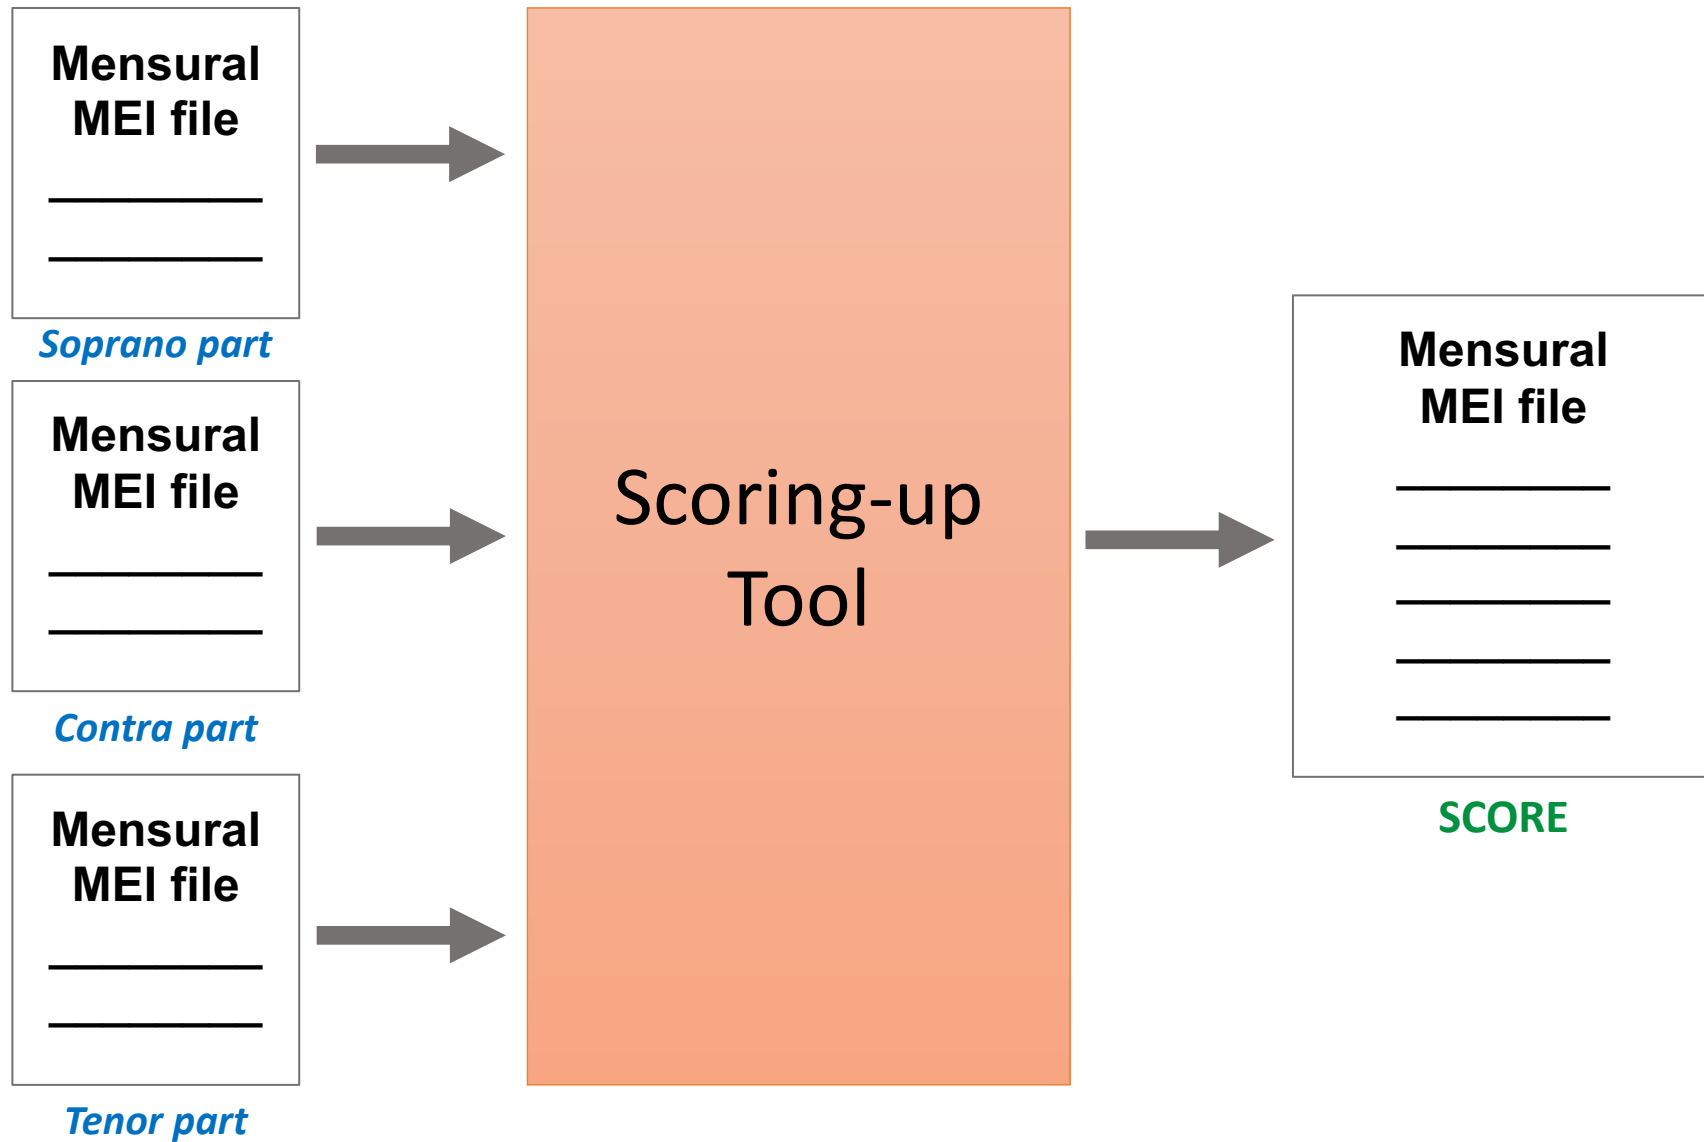 Mensural
MEI file
Soprano part
Mensural
MEI file
Contra part
Mensural
MEI file
Tenor part
Scoring-up
Tool
Mensural
MEI file
SCORE